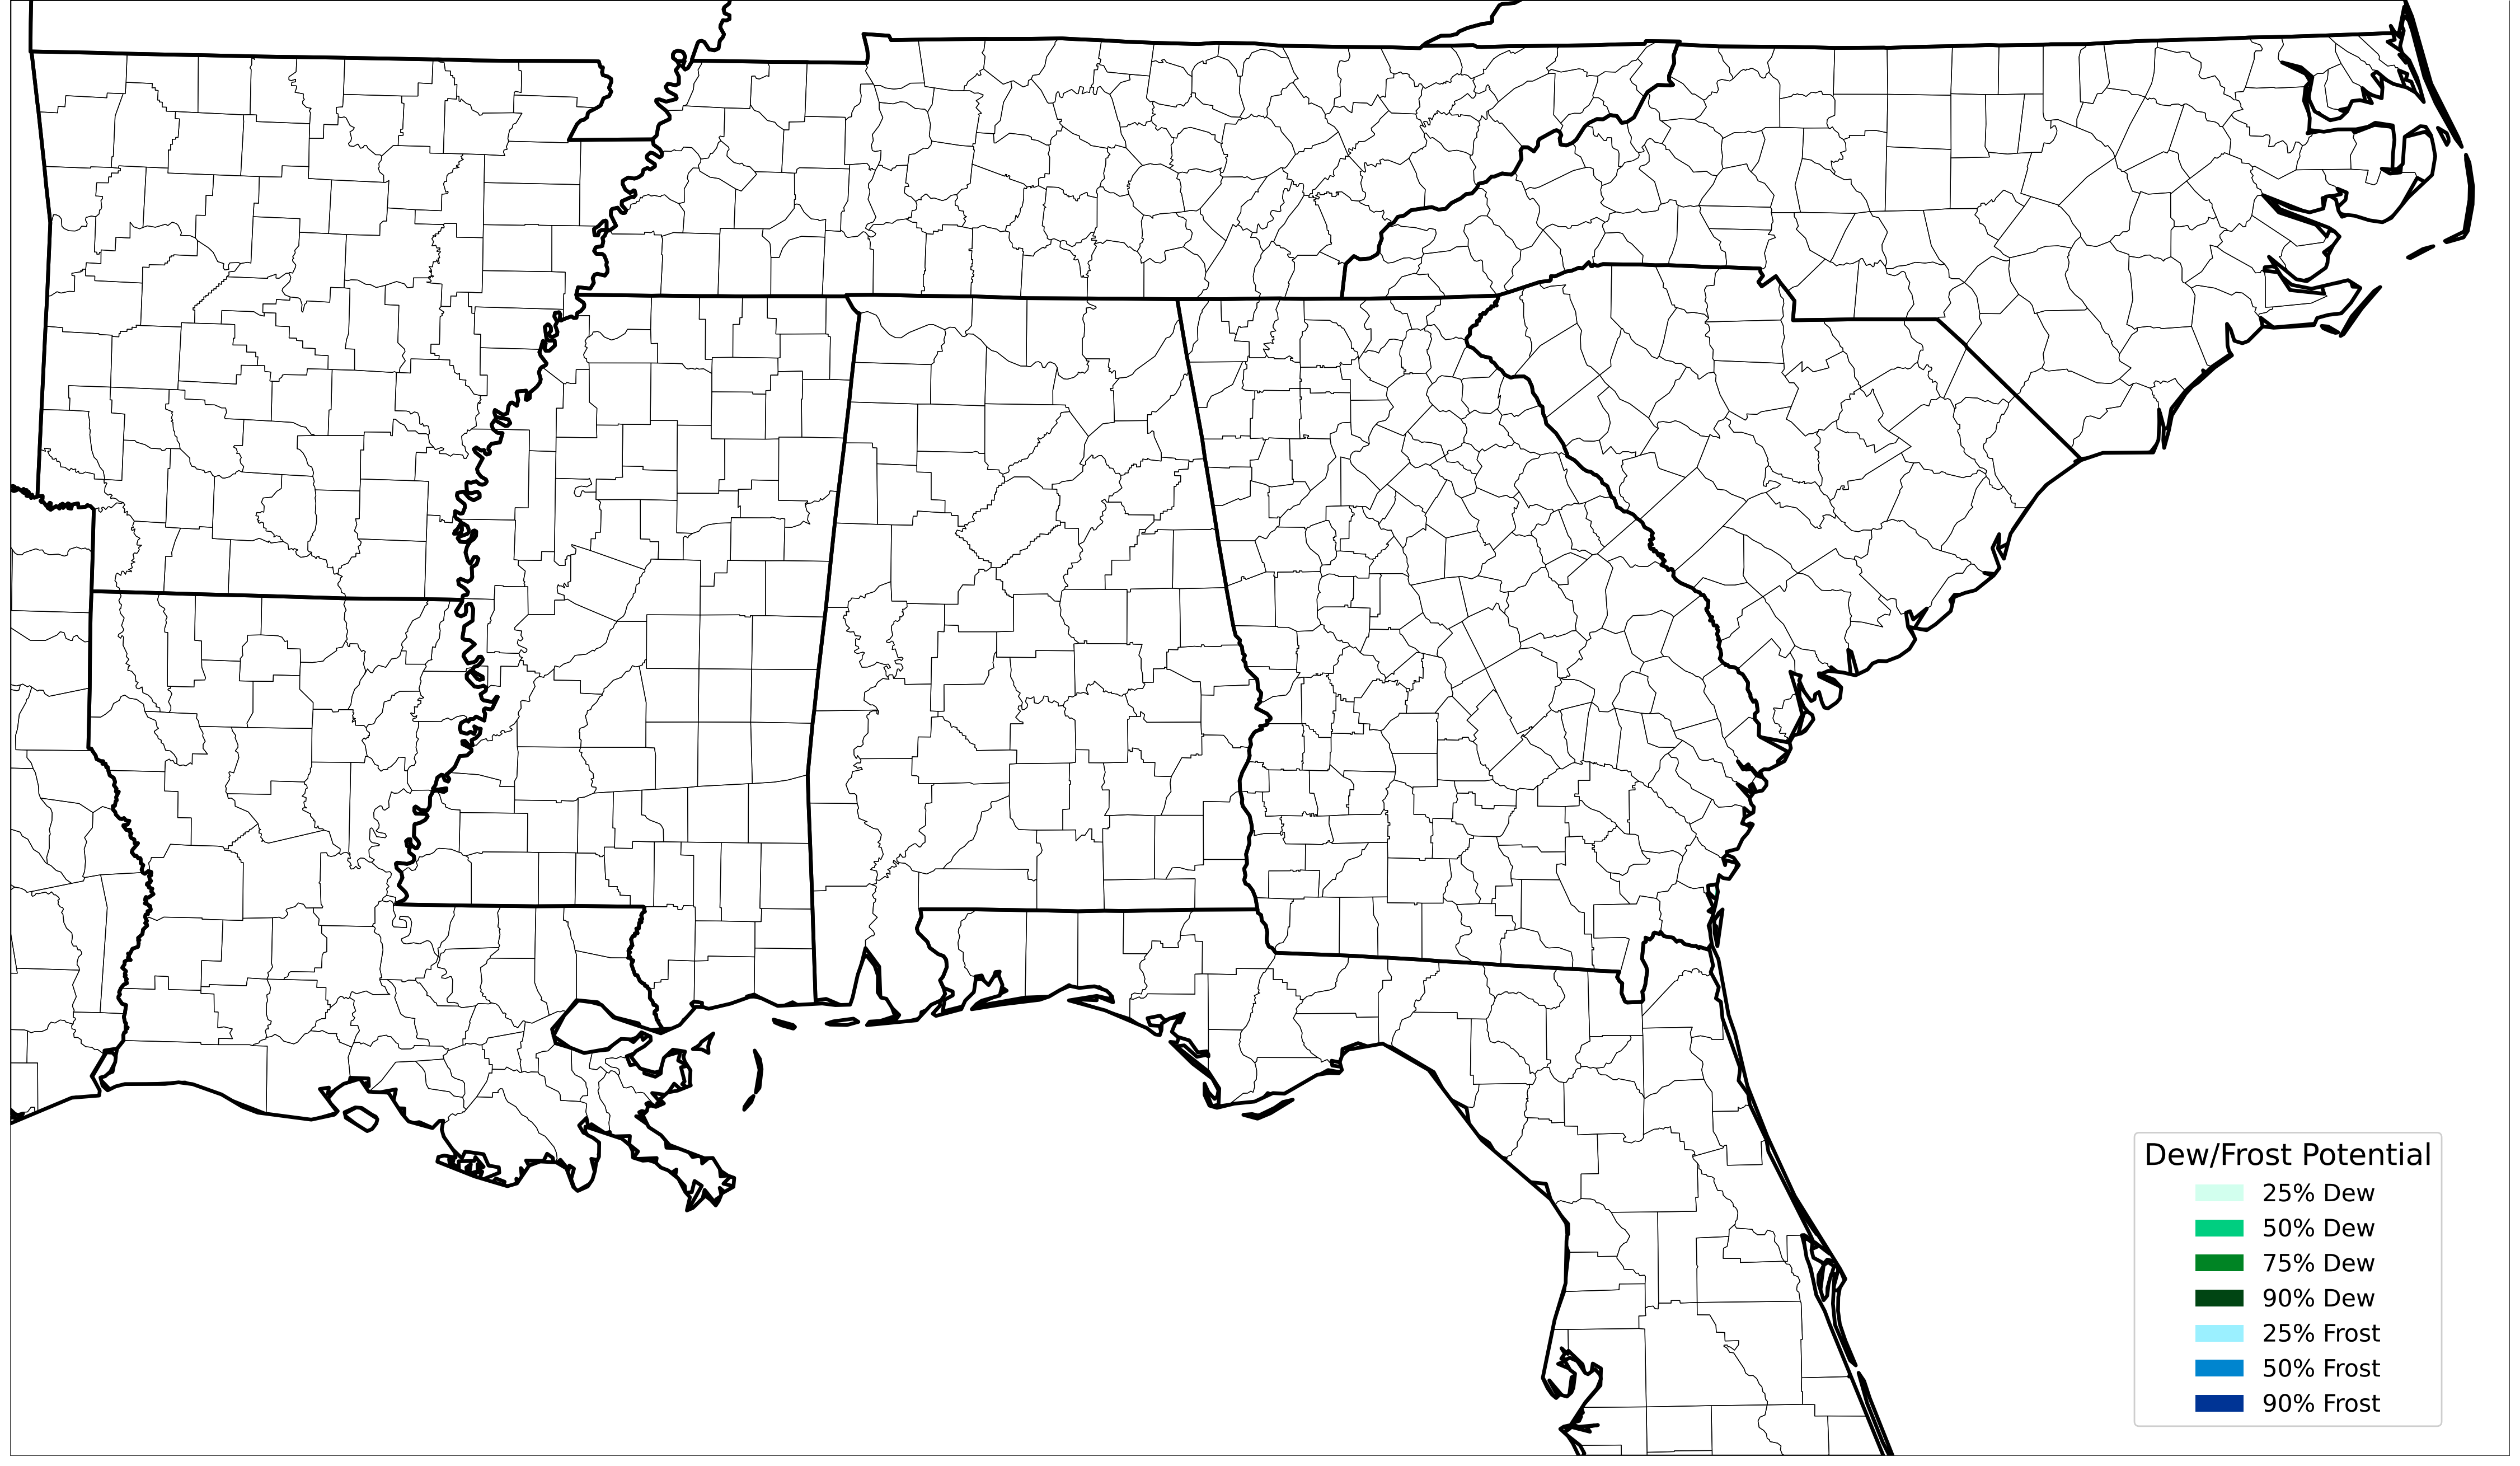 Dew/Frost Potential
25% Dew
50% Dew
75% Dew
90% Dew
25% Frost
50% Frost
90% Frost